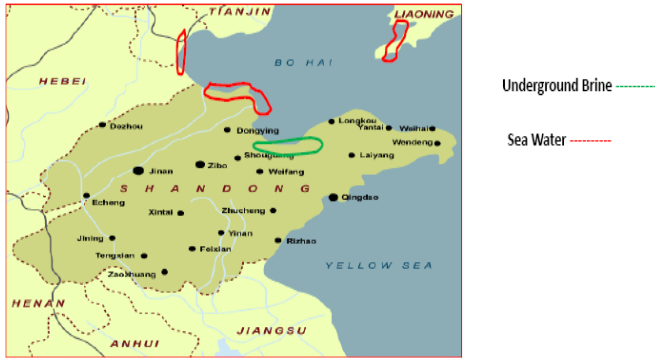 TIANJIN
LIAONING
BO HAI
HEBEI
Underground Brine
Sea Water
Dezhou
Dongying
Longkou
Yantai
Weihai
Wendeng
Shouguang
Laiyang
Jinan
Zibo
Weifang
SHANDONG
Echeng
Qingdao
Xintai
Zhucheng
Jining
Yinan
Rizhao
Feixian
Tengxian
Zaozhuang
YELLOW SEA
HENAN
JIANGSU
ANHUI